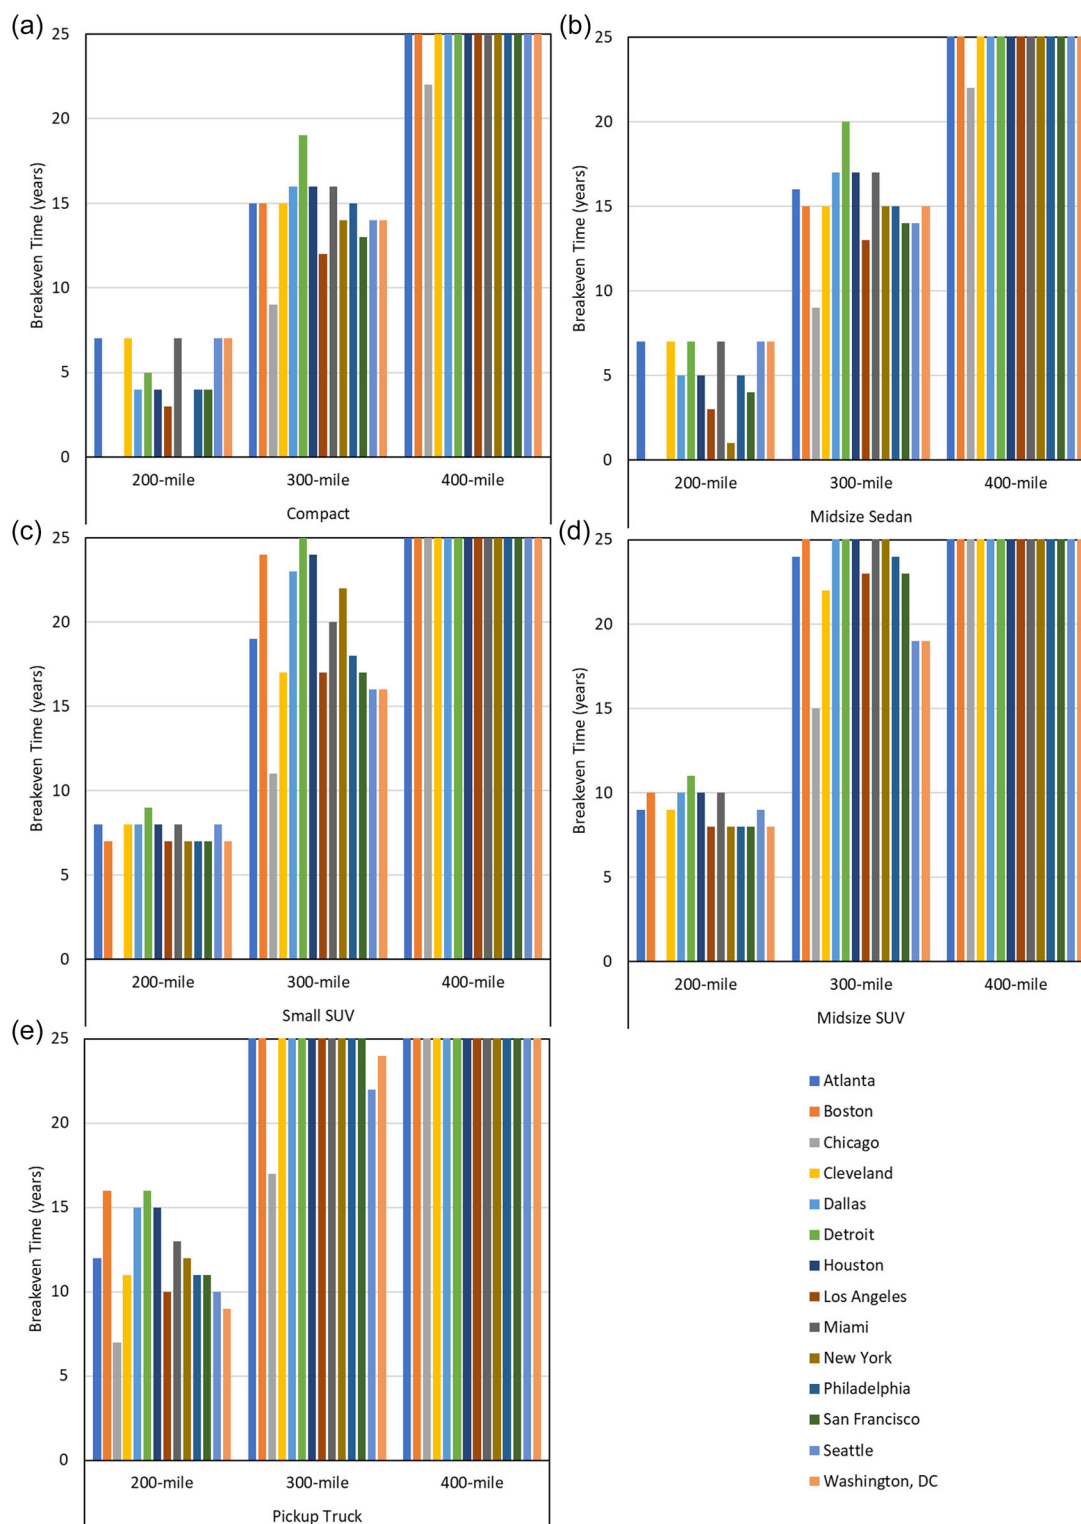 (a)
25
20
15
10
5
0
Breakeven Time (years)
200-mile 300-mile 400-mile
Compact
(b)
25
20
15
10
5
0
Breakeven Time (years)
200-mile 300-mile 400-mile
Midsize Sedan
(c)
25
20
15
10
5
0
Breakeven Time (years)
200-mile 300-mile 400-mile
Small SUV
(d)
25
20
15
10
5
0
Breakeven Time (years)
200-mile 300-mile 400-mile
Midsize SUV
(e)
25
20
15
10
5
0
Breakeven Time (years)
200-mile 300-mile 400-mile
Pickup Truck
Atlanta
Boston
Chicago
Cleveland
Dallas
Detroit
Houston
Los Angeles
Miami
New York
Philadelphia
San Francisco
Seattle
Washington, DC